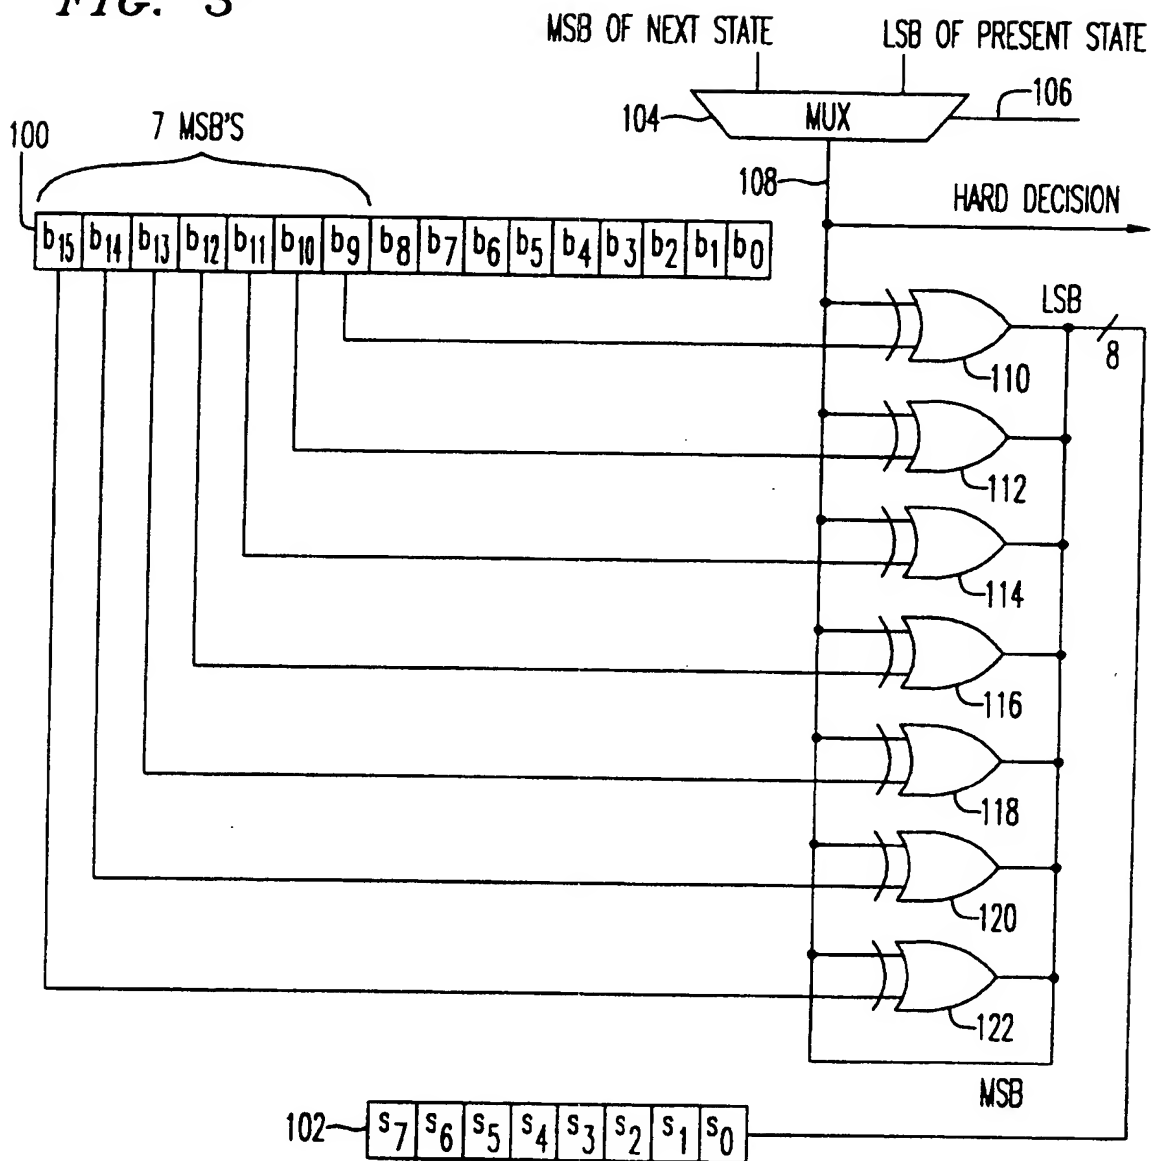 FIG. 3
MSB OF NEXT STATE
LSB OF PRESENT STATE
104
MUX
106
7 MSB'S
100
108
HARD DECISION
b15 b14 b13 b12 b11 b10 b9 b8 b7 b6 b5 b4 b3 b2 b1 b0
LSB
8
110
112
114
116
118
120
122
MSB
102
s7 s6 s5 s4 s3 s2 s1 s0